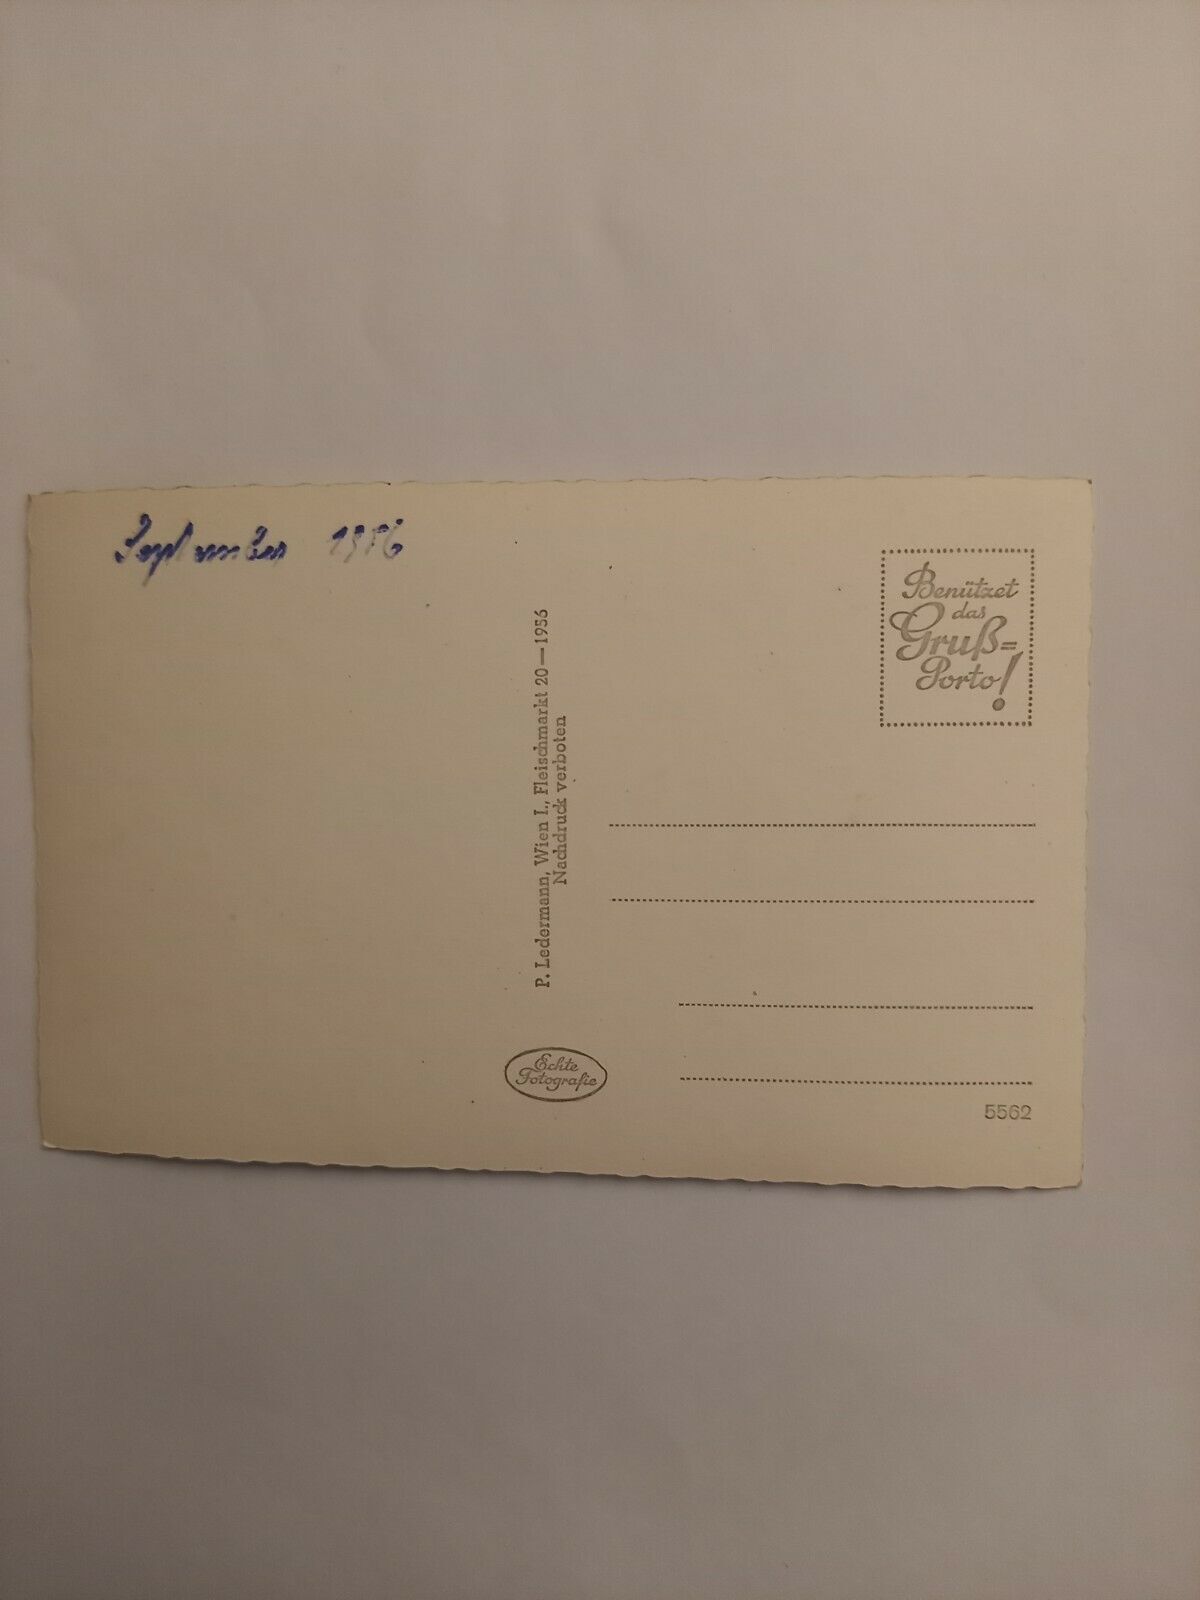 September 1956
Benützet
das
Gruß=
Porto!
P. Ledermann, Wien I., Fleischmarkt 20—1956
Nachdruck verboten
Echte
Fotografie
5562